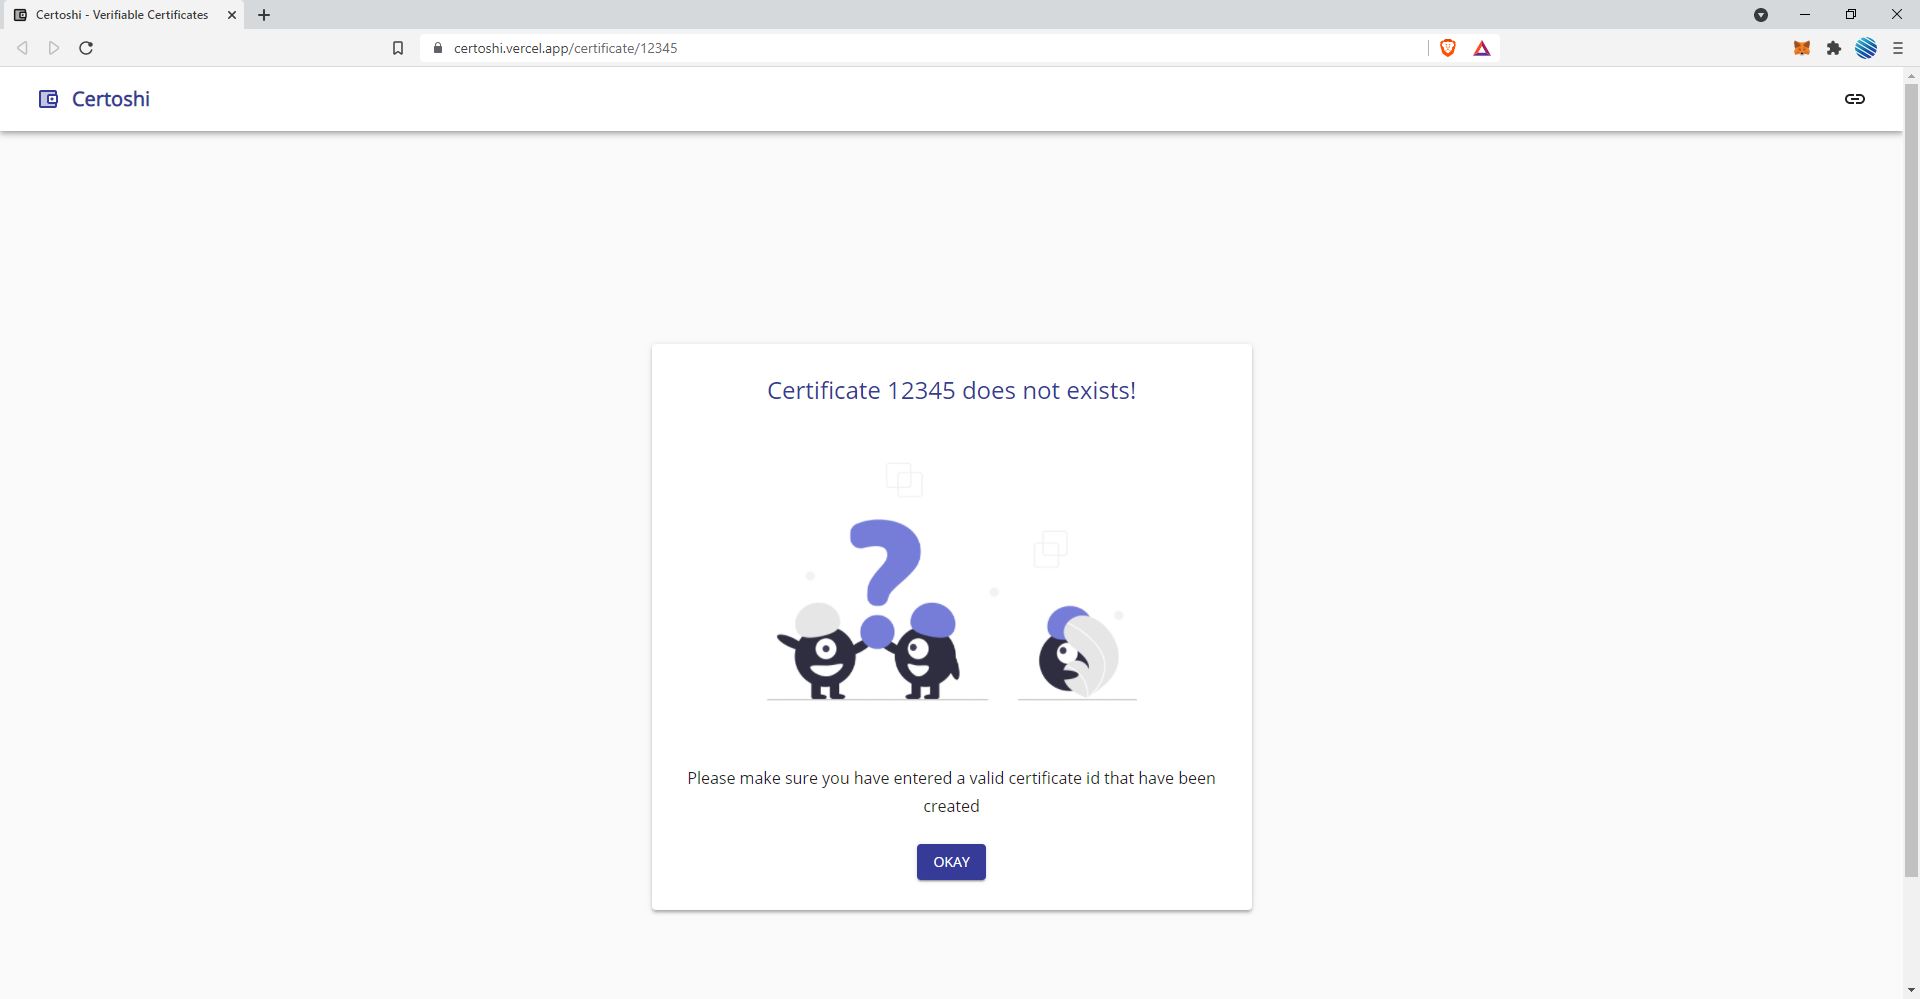 Certoshi - Verifiable Certificates
certoshi.vercel.app/certificate/12345
Certoshi
Certificate 12345 does not exists!
?
Please make sure you have entered a valid certificate id that have been
created
OKAY